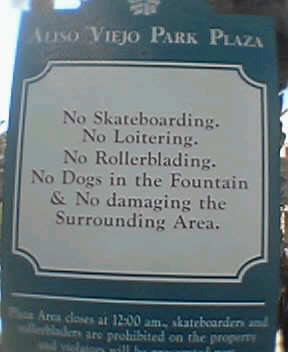 ALISO VIEJO PARK PLAZA
No Skateboarding.
No Loitering.
No Rollerblading.
No Dogs in the Fountain
& No damaging the
Surrounding Area.
Plaza Area closes at 12:00 am., skateboarders and
rollerbladers are prohibited on the property
and violators will be